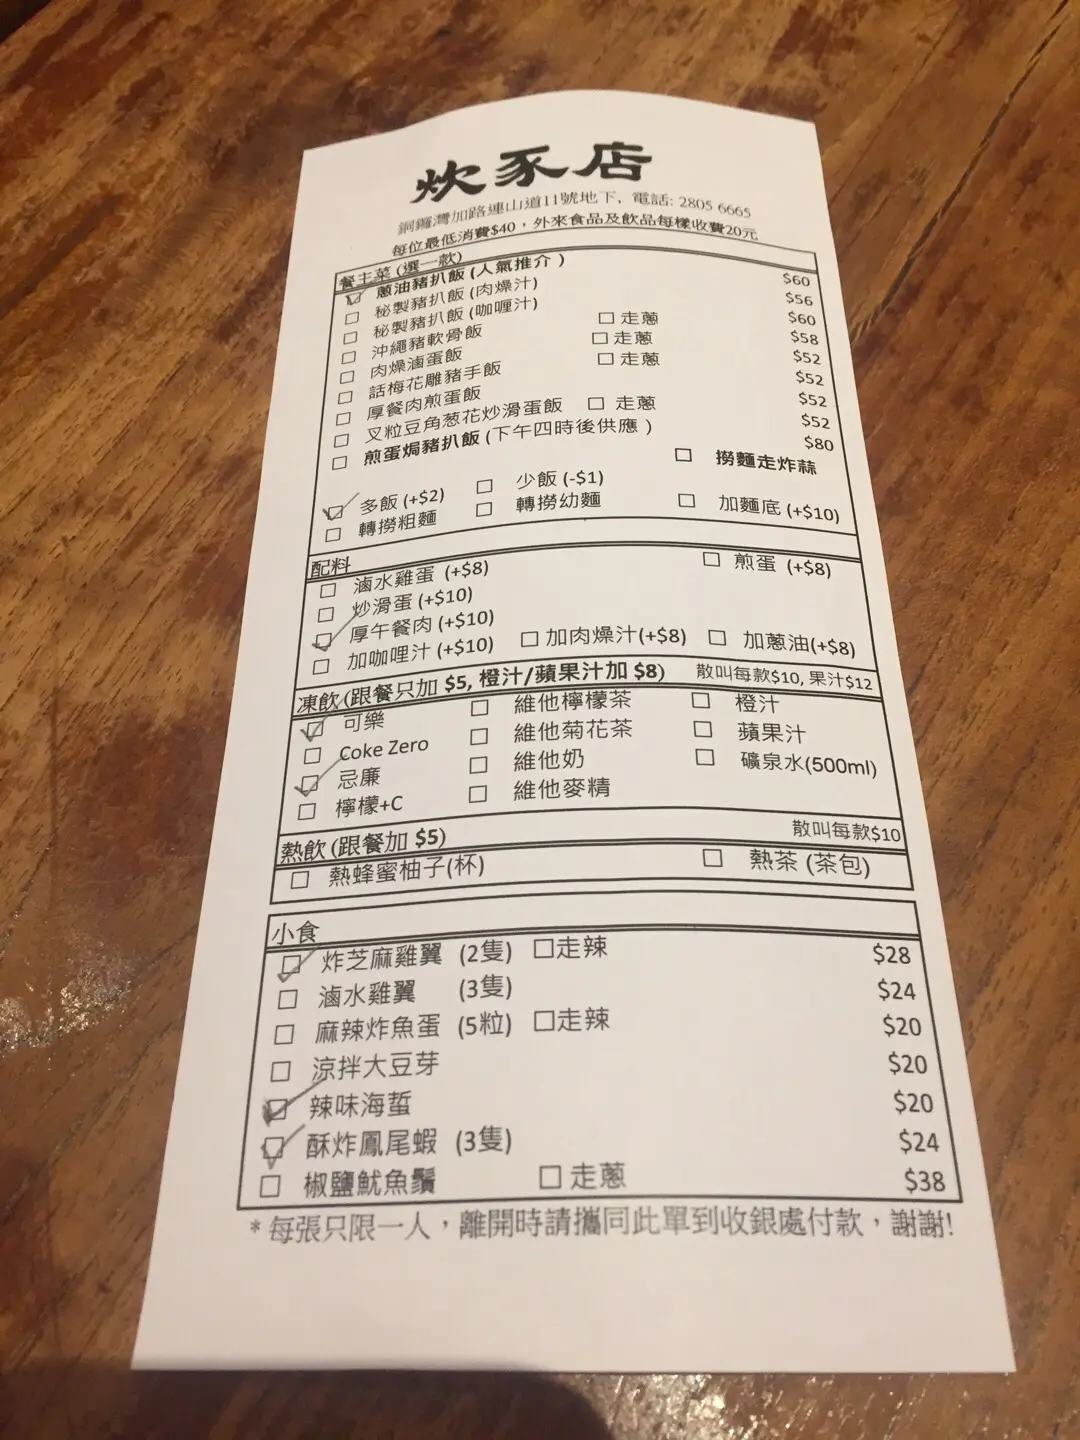 炊豕店
銅鑼灣加路連山道11號地下, 電話: 2805 6665
每位最低消費$40，外來食品及飲品每樣收費20元
餐主菜 (選一款)
蔥油豬扒飯 (人氣推介 ) $60
□ 秘製豬扒飯 (肉燥汁) $56
□ 秘製豬扒飯 (咖喱汁) $60
□ 沖繩豬軟骨飯 □ 走蔥 $58
□ 肉燥滷蛋飯 □ 走蔥 $52
□ 話梅花雕豬手飯 □ 走蔥 $52
□ 厚餐肉煎蛋飯 $52
□ 叉粒豆角葱花炒滑蛋飯 □ 走蔥 $52
□ 煎蛋焗豬扒飯 (下午四時後供應 ) $80
□ 撈麵走炸蒜
多飯 (+$2) □ 少飯 (-$1)
□ 轉撈粗麵 □ 轉撈幼麵 □ 加麵底 (+$10)
配料
□ 滷水雞蛋 (+$8) □ 煎蛋 (+$8)
□ 炒滑蛋 (+$10)
厚午餐肉 (+$10)
□ 加咖哩汁 (+$10) □加肉燥汁(+$8) □ 加蔥油(+$8)
凍飲 (跟餐只加 $5, 橙汁/蘋果汁加 $8) 散叫每款$10, 果汁$12
可樂 □ 維他檸檬茶 □ 橙汁
□ Coke Zero □ 維他菊花茶 □ 蘋果汁
忌廉 □ 維他奶 □ 礦泉水(500ml)
□ 檸檬+C □ 維他麥精
熱飲 (跟餐加 $5) 散叫每款$10
□ 熱蜂蜜柚子(杯) □ 熱茶 (茶包)
小食
炸芝麻雞翼 (2隻) □走辣 $28
□ 滷水雞翼 (3隻) $24
□ 麻辣炸魚蛋 (5粒) □走辣 $20
□ 涼拌大豆芽 $20
辣味海蜇 $20
酥炸鳳尾蝦 (3隻) $24
□ 椒鹽魷魚鬚 □走蔥 $38
* 每張只限一人，離開時請攜同此單到收銀處付款，謝謝!